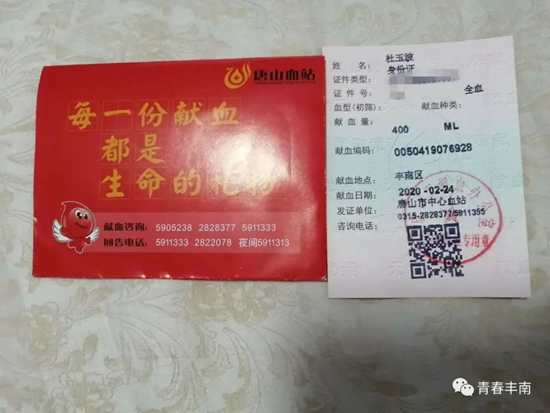 唐山血站
每一份献血
都是
生命的礼物
献血咨询: 5905238 2828377 5911333
回告电话: 5911333 2822078 夜间5911313
姓 名: 杜玉波
证件类型: 身份证
证 件 号:
血型(初筛): 献血种类: 全血
献 血 量: 400 ML
献血编码: 0050419076928
献血地点: 丰南区
献血日期: 2020-02-24
发证单位: 唐山市中心血站
咨询电话: 0315-2828377/5911355
青春丰南